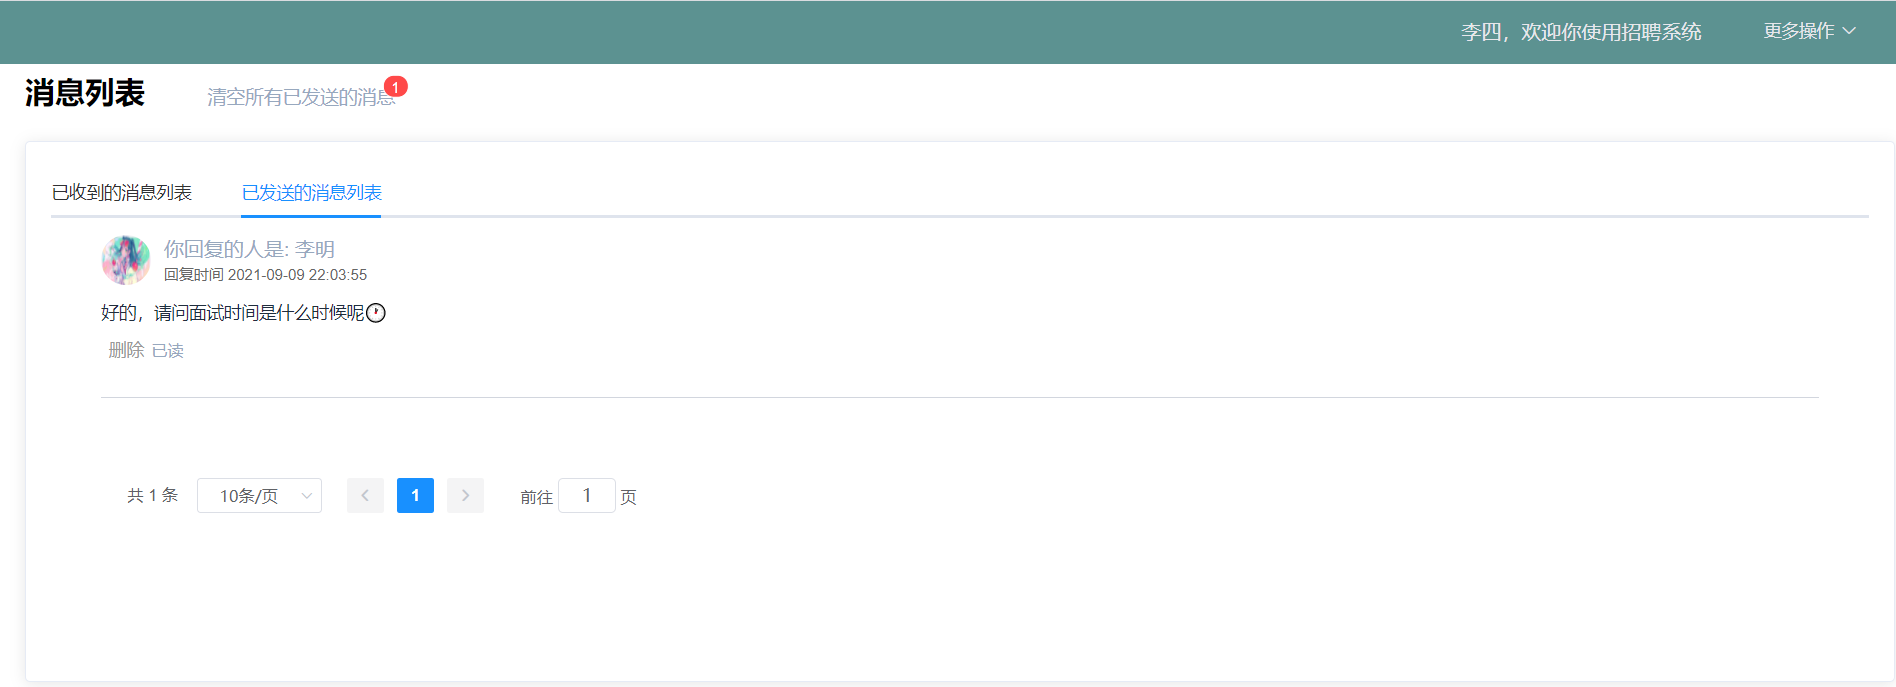 李四，欢迎你使用招聘系统 更多操作
消息列表 清空所有已发送的消息 1
已收到的消息列表 已发送的消息列表
你回复的人是: 李明
回复时间 2021-09-09 22:03:55
好的，请问面试时间是什么时候呢🕐
删除 已读
共 1 条 10条/页 1 前往 1 页